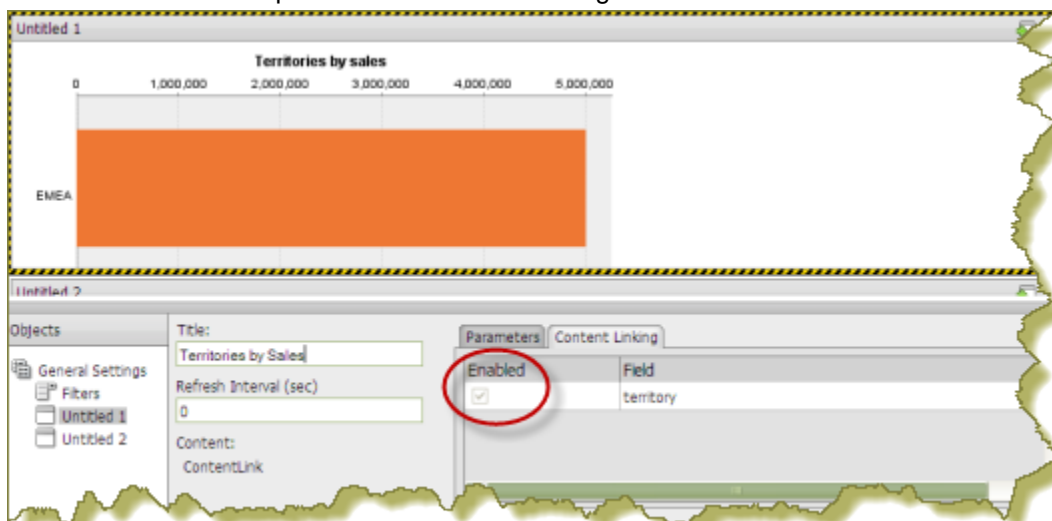 Untitled 1
Territories by sales
0 1,000,000 2,000,000 3,000,000 4,000,000 5,000,000
EMEA
Untitled 2
Objects
General Settings
Filters
Untitled 1
Untitled 2
Title:
Territories by Sales
Refresh Interval (sec)
0
Content:
ContentLink
Parameters Content Linking
Enabled Field
territory